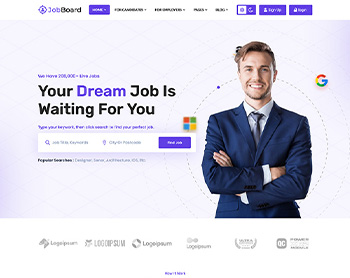 JobBoard
HOME FOR CANDIDATES FOR EMPLOYERS PAGES BLOG Sign Up login
We Have 208,000+ Live Jobs
Your Dream Job Is
Waiting For You
Type your keyword, then click search to find your perfect job.
Job Title, Keywords City Or Postcode Find Job
Popular Searches : Designer, Senior, Architecture, IOS, Etc.
Logoipsum LOGOIPSUM Logoipsum logoipsum
How It Work